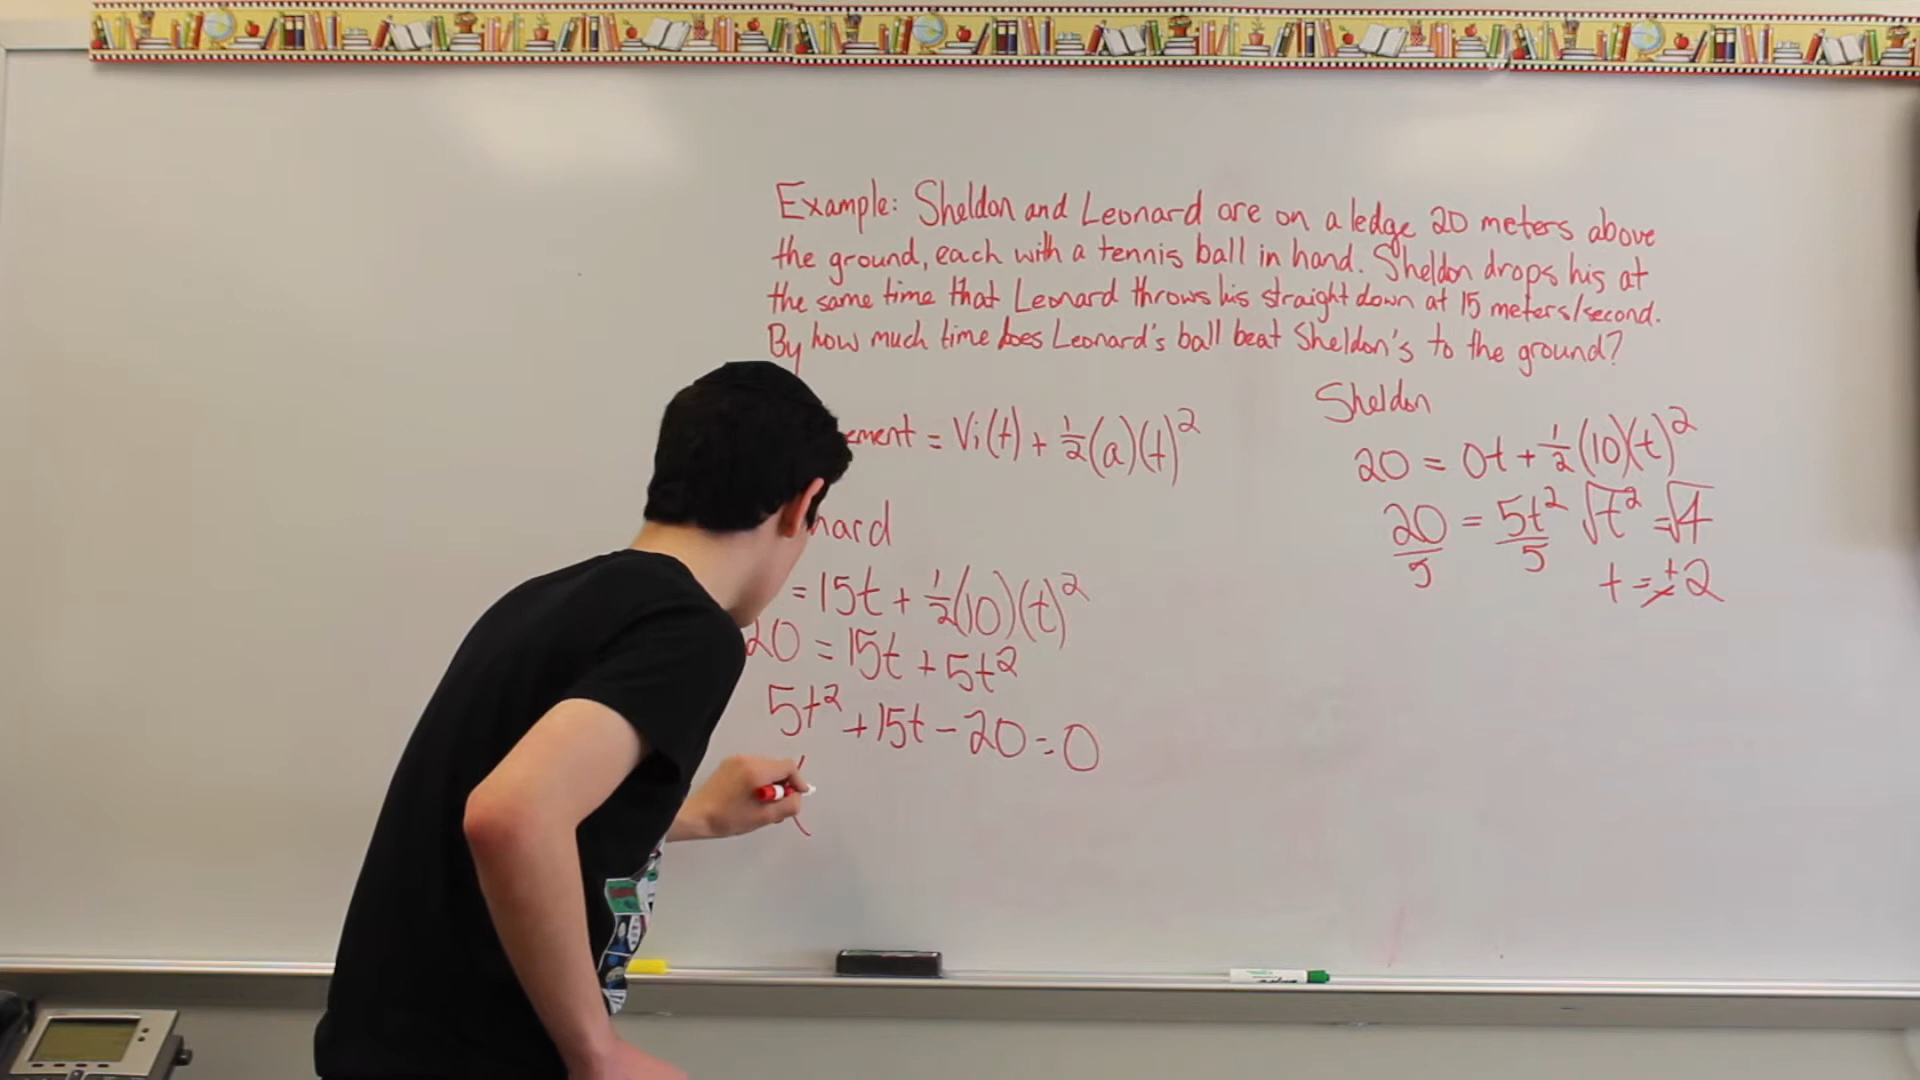 Example: Sheldon and Leonard are on a ledge 20 meters above
the ground, each with a tennis ball in hand. Sheldon drops his at
the same time that Leonard throws his straight down at 15 meters/second.
By how much time does Leonard's ball beat Sheldon's to the ground?
ement = Vi(t) + 1/2(a)(t)²
nard
= 15t + 1/2(10)(t)²
20 = 15t + 5t²
5t² + 15t - 20 = 0
(
Sheldon
20 = 0t + 1/2(10)(t)²
20/5 = 5t²/5 √t² = √4
t = ± 2